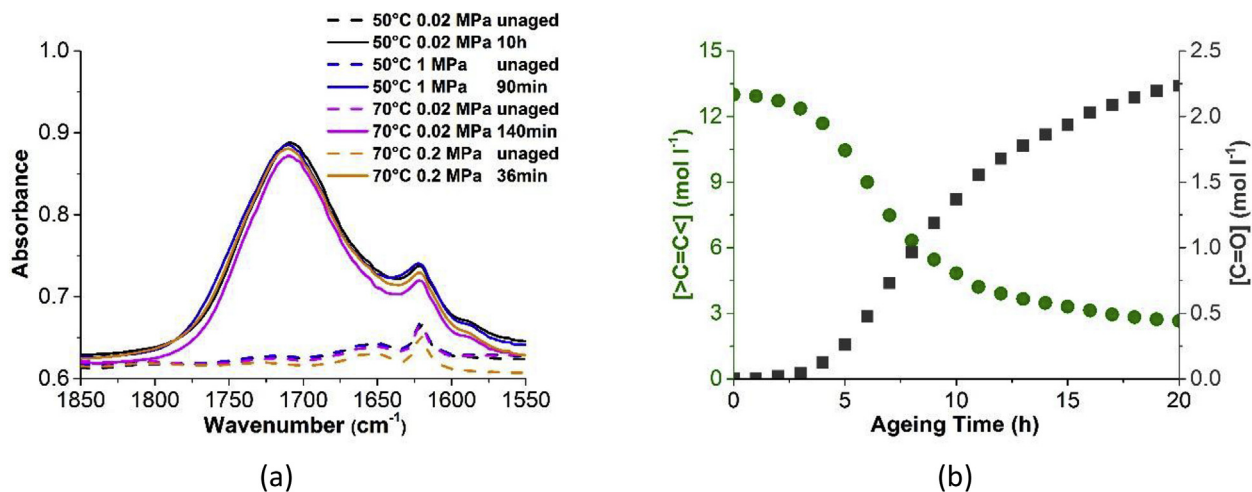 50°C 0.02 MPa unaged
50°C 0.02 MPa 10h
50°C 1 MPa unaged
50°C 1 MPa 90min
70°C 0.02 MPa unaged
70°C 0.02 MPa 140min
70°C 0.2 MPa unaged
70°C 0.2 MPa 36min
Absorbance
1.0
0.9
0.8
0.7
0.6
1850 1800 1750 1700 1650 1600 1550
Wavenumber (cm⁻¹)
(a)
[>C=C<] (mol l⁻¹)
15
12
9
6
3
0
2.5
2.0
1.5
1.0
0.5
0.0
[C=O] (mol l⁻¹)
0 5 10 15 20
Ageing Time (h)
(b)